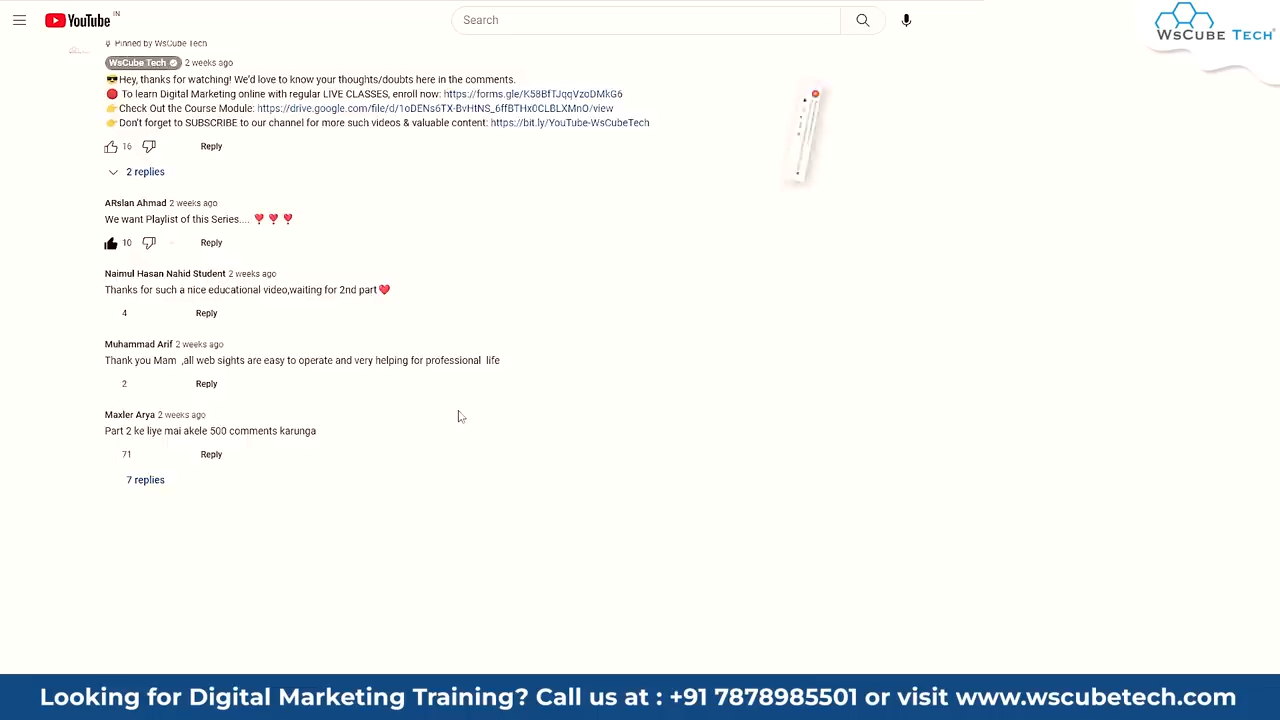 YouTube IN
Search
WsCube Tech
Pinned by WsCube Tech
WsCube Tech 2 weeks ago
😎Hey, thanks for watching! We'd love to know your thoughts/doubts here in the comments.
🔴 To learn Digital Marketing online with regular LIVE CLASSES, enroll now: https://forms.gle/K58BfTJqqVzoDMkG6
👉Check Out the Course Module: https://drive.google.com/file/d/1oDENs6TX-BvHtNS_6ffBTHx0CLBLXMnO/view
👉Don't forget to SUBSCRIBE to our channel for more such videos & valuable content: https://bit.ly/YouTube-WsCubeTech
16 Reply
2 replies
ARslan Ahmad 2 weeks ago
We want Playlist of this Series.... ❣️ ❣️ ❣️
10 Reply
Naimul Hasan Nahid Student 2 weeks ago
Thanks for such a nice educational video,waiting for 2nd part❤️
4 Reply
Muhammad Arif 2 weeks ago
Thank you Mam ,all web sights are easy to operate and very helping for professional life
2 Reply
Maxler Arya 2 weeks ago
Part 2 ke liye mai akele 500 comments karunga
71 Reply
7 replies
Looking for Digital Marketing Training? Call us at : +91 7878985501 or visit www.wscubetech.com